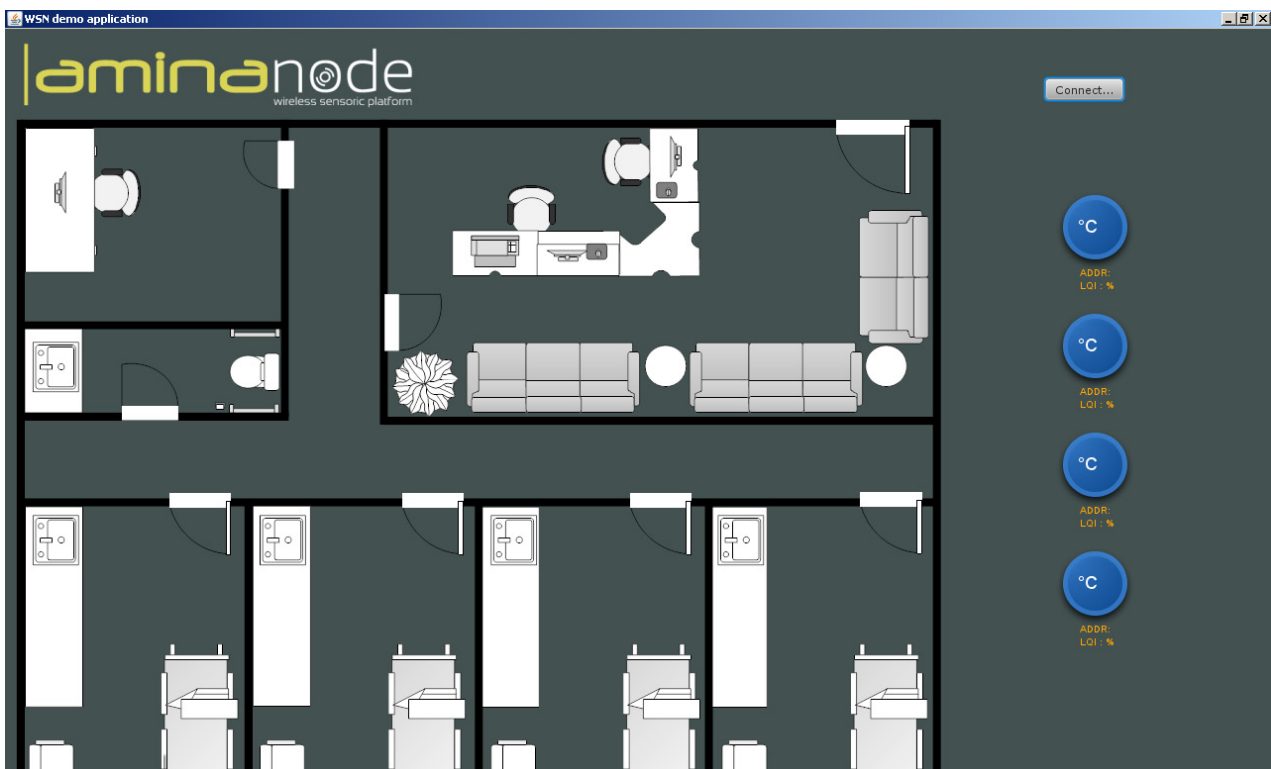 WSN demo application
aminanode
wireless sensoric platform
Connect...
°C
ADDR:
LQI : %
°C
ADDR:
LQI : %
°C
ADDR:
LQI : %
°C
ADDR:
LQI : %